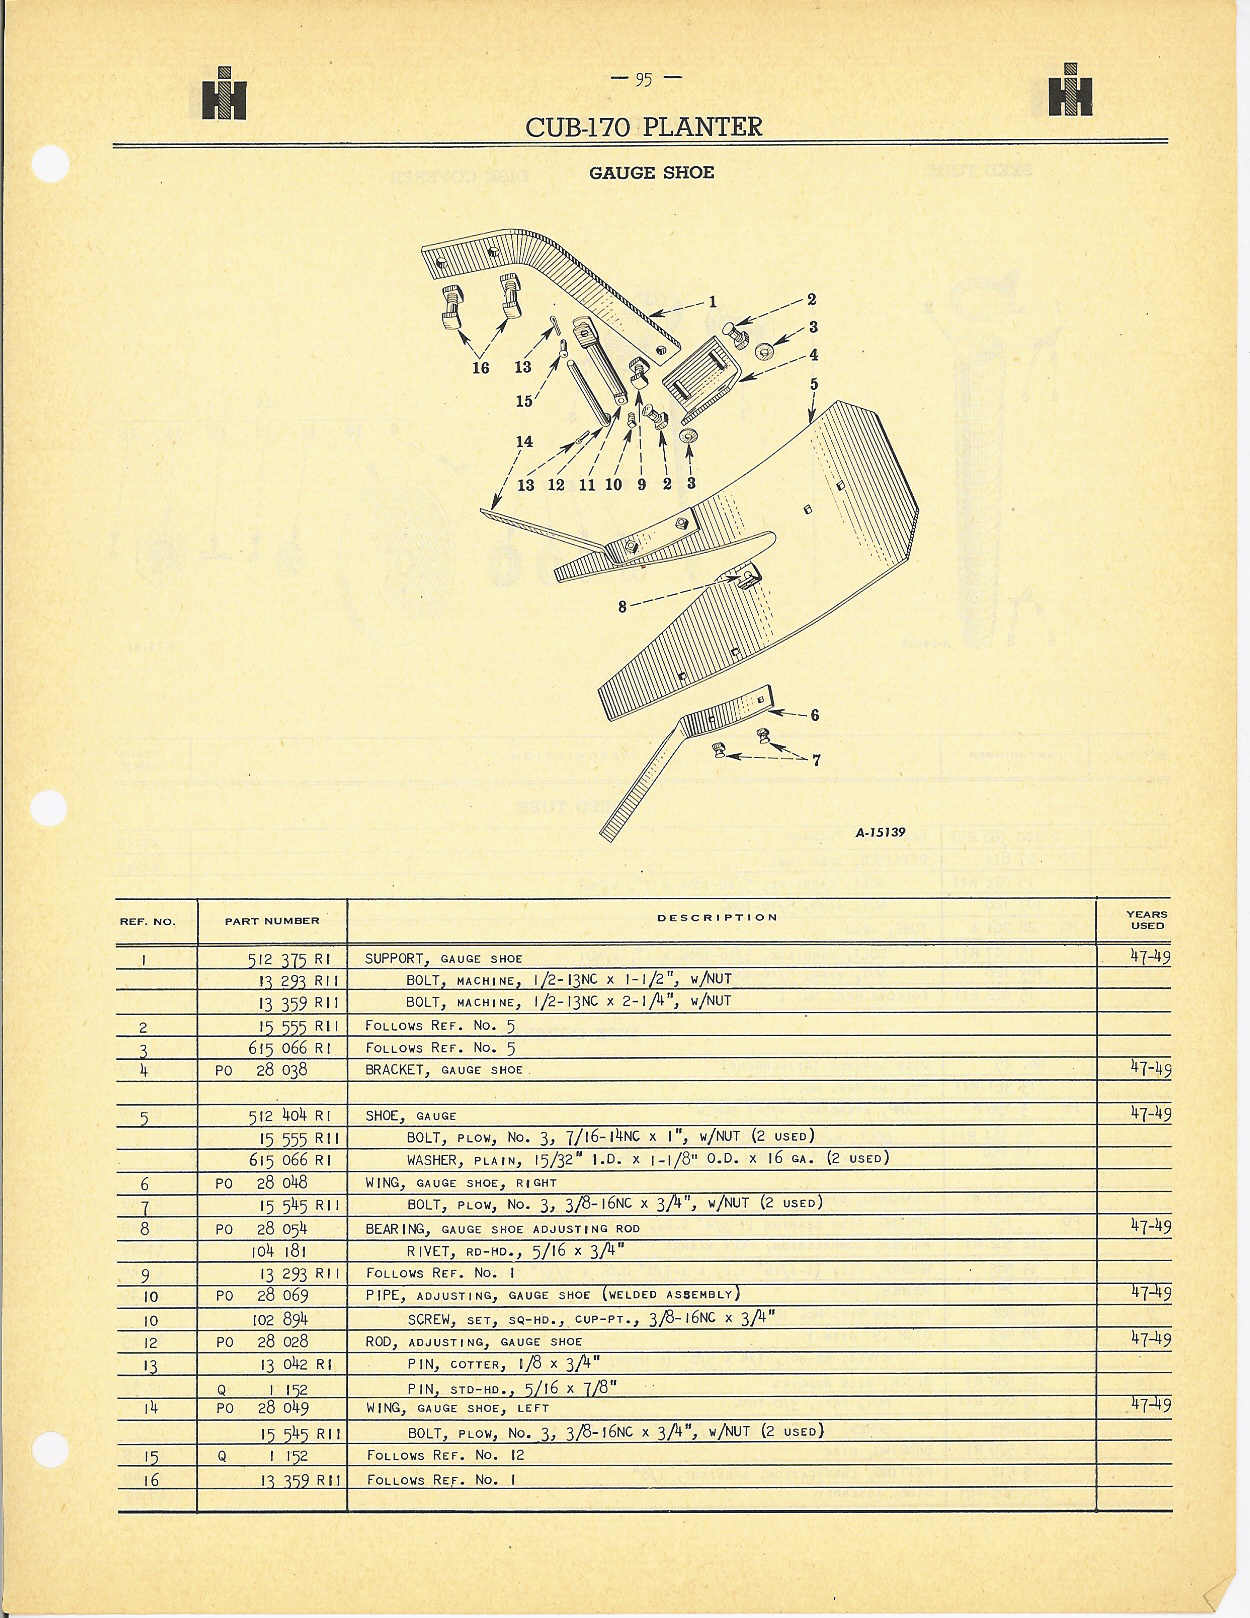 — 95 —
CUB-170 PLANTER
GAUGE SHOE
1
2
3
4
5
16
13
15
14
13 12 11 10 9 2 3
8
6
7
A-15139
REF. NO. PART NUMBER DESCRIPTION YEARS USED
1 512 375 R1 SUPPORT, GAUGE SHOE 47-49
13 293 R11 BOLT, MACHINE, 1/2-13NC x 1-1/2", W/NUT
13 359 R11 BOLT, MACHINE, 1/2-13NC x 2-1/4", W/NUT
2 15 555 R11 FOLLOWS REF. NO. 5
3 615 066 R1 FOLLOWS REF. NO. 5
4 PO 28 038 BRACKET, GAUGE SHOE 47-49
5 512 404 R1 SHOE, GAUGE 47-49
15 555 R11 BOLT, PLOW, NO. 3, 7/16-14NC x 1", W/NUT (2 USED)
615 066 R1 WASHER, PLAIN, 15/32" I.D. x 1-1/8" O.D. x 16 GA. (2 USED)
6 PO 28 048 WING, GAUGE SHOE, RIGHT
7 15 545 R11 BOLT, PLOW, NO. 3, 3/8-16NC x 3/4", W/NUT (2 USED)
8 PO 28 054 BEARING, GAUGE SHOE ADJUSTING ROD 47-49
104 181 RIVET, RD-HD., 5/16 x 3/4"
9 13 293 R11 FOLLOWS REF. NO. 1
10 PO 28 069 PIPE, ADJUSTING, GAUGE SHOE (WELDED ASSEMBLY) 47-49
10 102 894 SCREW, SET, SQ-HD., CUP-PT., 3/8-16NC x 3/4"
12 PO 28 028 ROD, ADJUSTING, GAUGE SHOE 47-49
13 13 042 R1 PIN, COTTER, 1/8 x 3/4"
Q 1 152 PIN, STD-HD., 5/16 x 7/8"
14 PO 28 049 WING, GAUGE SHOE, LEFT 47-49
15 545 R11 BOLT, PLOW, NO. 3, 3/8-16NC x 3/4", W/NUT (2 USED)
15 Q 1 152 FOLLOWS REF. NO. 12
16 13 359 R11 FOLLOWS REF. NO. 1